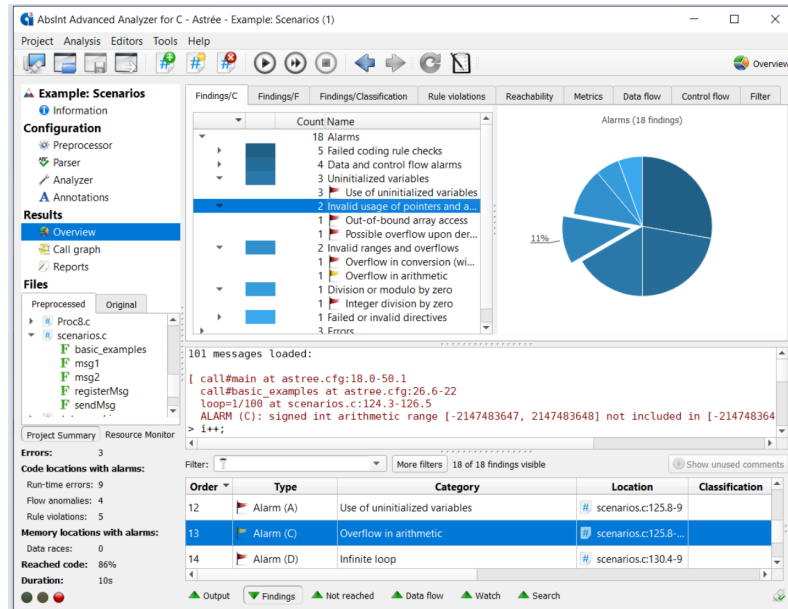 AbsInt Advanced Analyzer for C - Astrée - Example: Scenarios (1)
Project Analysis Editors Tools Help
Overview
Example: Scenarios
Information
Configuration
Preprocessor
Parser
Analyzer
Annotations
Results
Overview
Call graph
Reports
Files
Preprocessed Original
Proc8.c
scenarios.c
basic_examples
msg1
msg2
registerMsg
sendMsg
Project Summary Resource Monitor
Errors: 3
Code locations with alarms:
Run-time errors: 9
Flow anomalies: 4
Rule violations: 5
Memory locations with alarms:
Data races: 0
Reached code: 86%
Duration: 10s
Findings/C Findings/F Findings/Classification Rule violations Reachability Metrics Data flow Control flow Filter
Count Name
18 Alarms
5 Failed coding rule checks
4 Data and control flow alarms
3 Uninitialized variables
3 Use of uninitialized variables
2 Invalid usage of pointers and a...
1 Out-of-bound array access
1 Possible overflow upon der...
2 Invalid ranges and overflows
1 Overflow in conversion (wi...
1 Overflow in arithmetic
1 Division or modulo by zero
1 Integer division by zero
1 Failed or invalid directives
3 Errors
Alarms (18 findings)
11%
101 messages loaded:
[ call#main at astree.cfg:18.0-50.1
call#basic_examples at astree.cfg:26.6-22
loop=1/100 at scenarios.c:124.3-126.5
ALARM (C): signed int arithmetic range [-2147483647, 2147483648] not included in [-214748364
> i++;
Filter: More filters 18 of 18 findings visible Show unused comments
Order Type Category Location Classification
12 Alarm (A) Use of uninitialized variables scenarios.c:125.8-9
13 Alarm (C) Overflow in arithmetic scenarios.c:125.8-...
14 Alarm (D) Infinite loop scenarios.c:130.4-9
Output Findings Not reached Data flow Watch Search